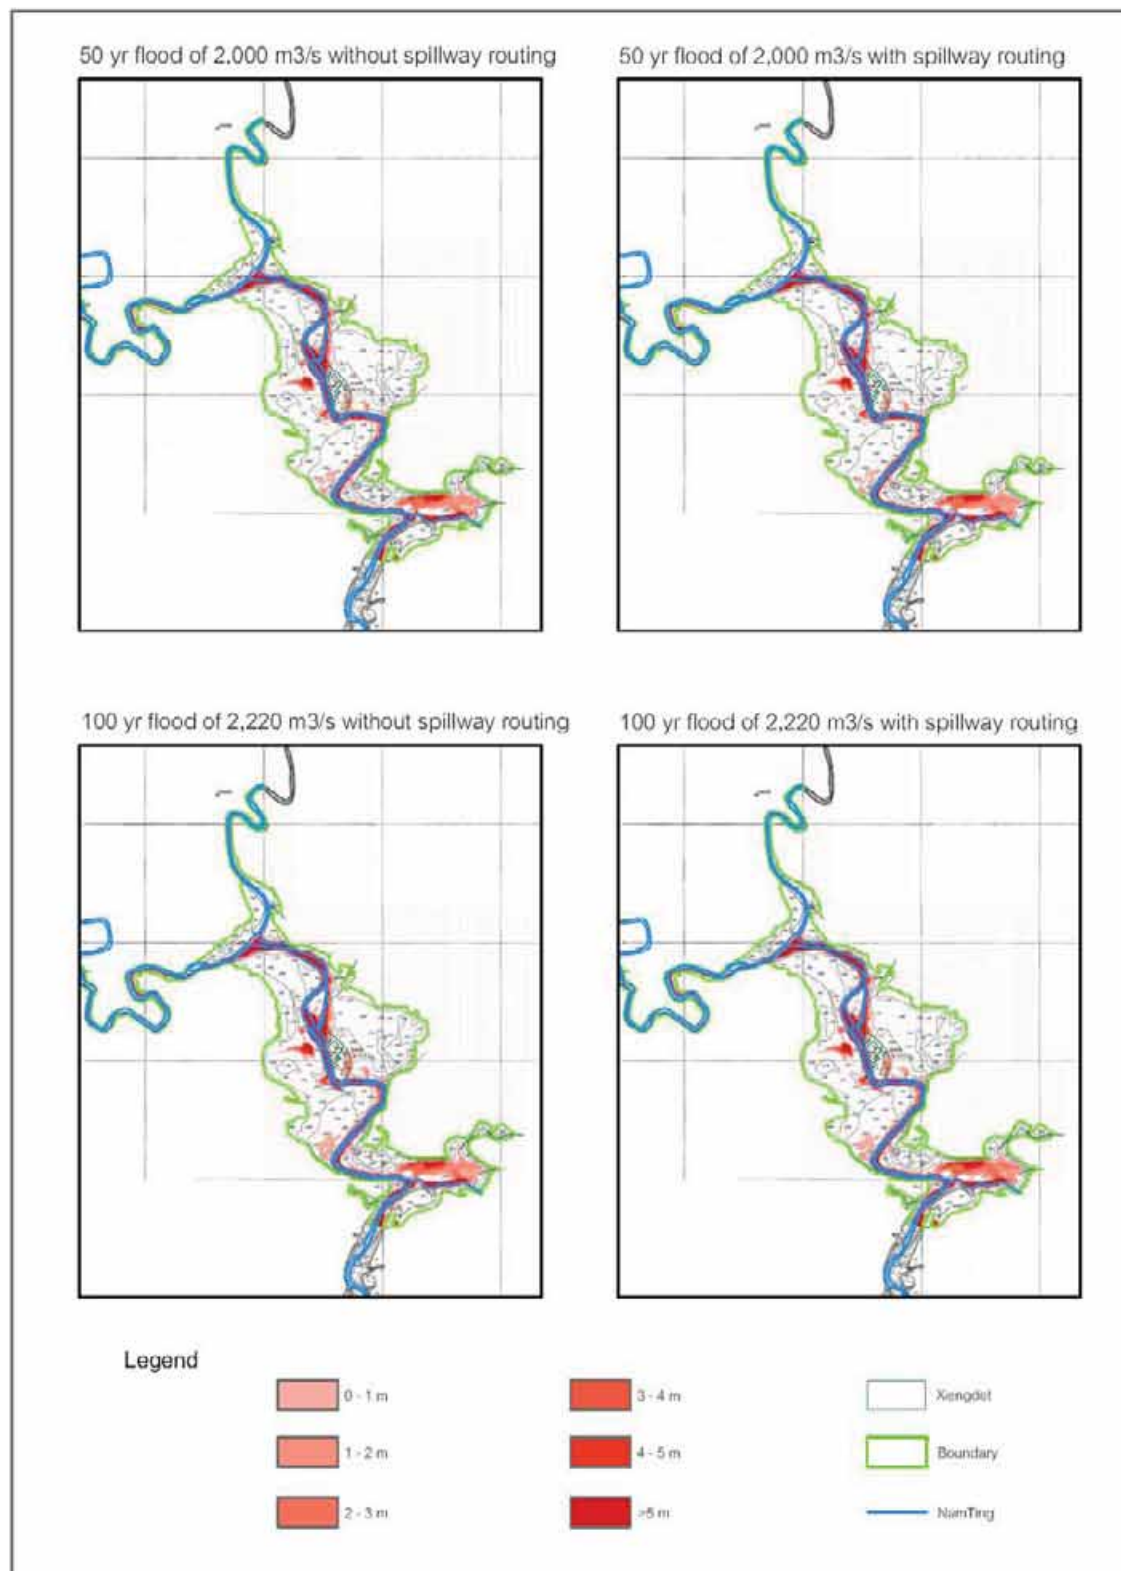 50 yr flood of 2,000 m3/s without spillway routing
50 yr flood of 2,000 m3/s with spillway routing
100 yr flood of 2,220 m3/s without spillway routing
100 yr flood of 2,220 m3/s with spillway routing
Legend
0 - 1 m
3 - 4 m
Xiengdet
1 - 2 m
4 - 5 m
Boundary
2 - 3 m
>5 m
NamTing